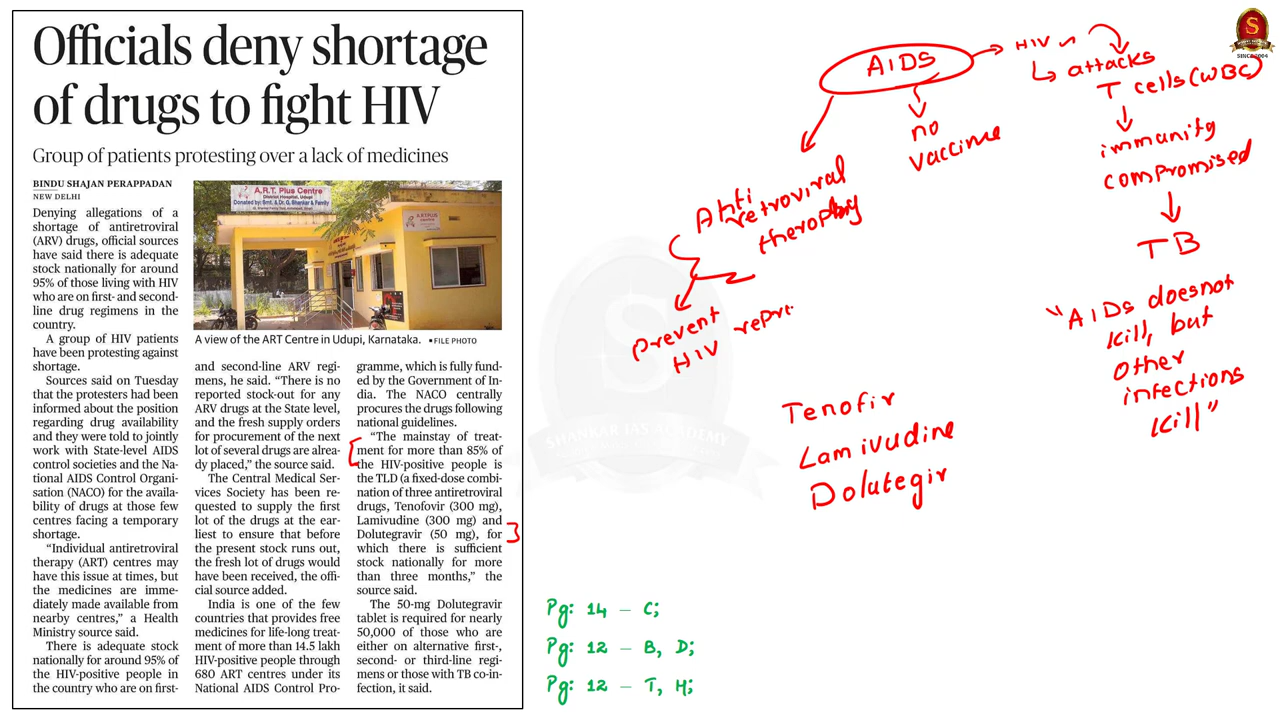 Officials deny shortage
of drugs to fight HIV
Group of patients protesting over a lack of medicines
BINDU SHAJAN PERAPPADAN
NEW DELHI
Denying allegations of a
shortage of antiretroviral
(ARV) drugs, official sources
have said there is adequate
stock nationally for around
95% of those living with HIV
who are on first- and second-
line drug regimens in the
country.
A group of HIV patients
have been protesting against
shortage.
Sources said on Tuesday
that the protesters had been
informed about the position
regarding drug availability
and they were told to jointly
work with State-level AIDS
control societies and the Na-
tional AIDS Control Organi-
sation (NACO) for the availa-
bility of drugs at those few
centres facing a temporary
shortage.
“Individual antiretroviral
therapy (ART) centres may
have this issue at times, but
the medicines are imme-
diately made available from
nearby centres,” a Health
Ministry source said.
There is adequate stock
nationally for around 95% of
the HIV-positive people in
the country who are on first-
A.R.T. Plus Centre
District Hospital, Udupi
Donated by: Smt. & Dr. G. Shankar & Family
A view of the ART Centre in Udupi, Karnataka. •FILE PHOTO
and second-line ARV regi-
mens, he said. “There is no
reported stock-out for any
ARV drugs at the State level,
and the fresh supply orders
for procurement of the next
lot of several drugs are alrea-
dy placed,” the source said.
The Central Medical Ser-
vices Society has been re-
quested to supply the first
lot of the drugs at the ear-
liest to ensure that before
the present stock runs out,
the fresh lot of drugs would
have been received, the offi-
cial source added.
India is one of the few
countries that provides free
medicines for life-long treat-
ment of more than 14.5 lakh
HIV-positive people through
680 ART centres under its
National AIDS Control Pro-
gramme, which is fully fund-
ed by the Government of In-
dia. The NACO centrally
procures the drugs following
national guidelines.
“The mainstay of treat-
ment for more than 85% of
the HIV-positive people is
the TLD (a fixed-dose combi-
nation of three antiretroviral
drugs, Tenofovir (300 mg),
Lamivudine (300 mg) and
Dolutegravir (50 mg), for
which there is sufficient
stock nationally for more
than three months,” the
source said.
The 50-mg Dolutegravir
tablet is required for nearly
50,000 of those who are
either on alternative first-,
second- or third-line regi-
mens or those with TB co-in-
fection, it said.
AIDS
HIV
attacks
T cells (WBC)
immunity
compromised
TB
"AIDs doesnot
kill, but
other
infections
kill"
no
vaccine
Anti
retroviral
therophy
prevent
HIV repri
Tenofir
Lamivudine
Dolutegir
Pg: 14 – C;
Pg: 12 – B, D;
Pg: 12 – T, H;
S
SHANKAR IAS ACADEMY
S
SINCE 2004